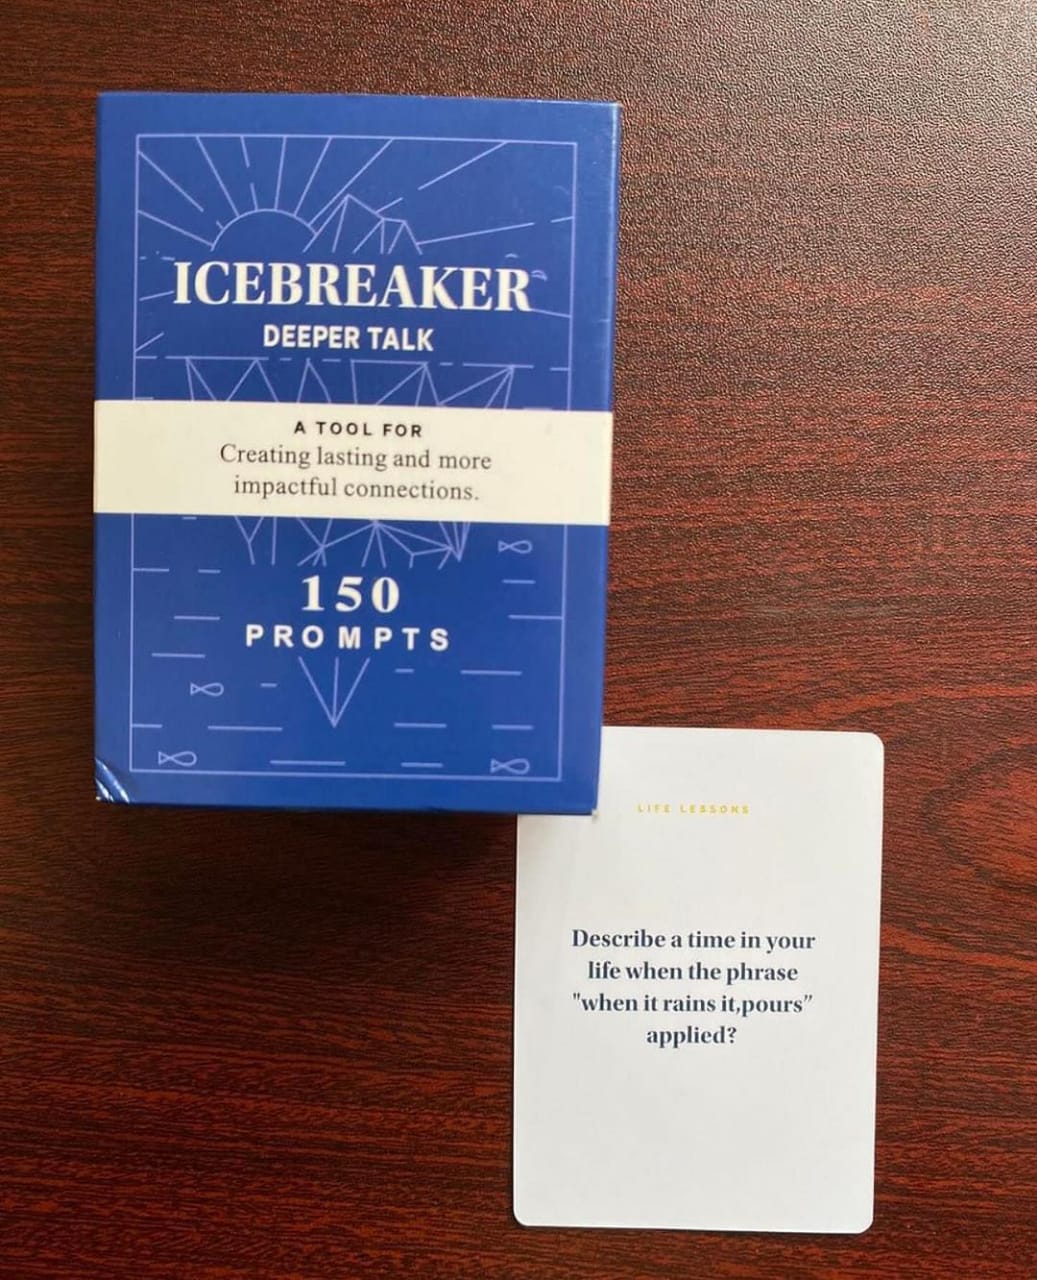 ICEBREAKER
DEEPER TALK
A TOOL FOR
Creating lasting and more
impactful connections.
150
PROMPTS
LIFE LESSONS
Describe a time in your
life when the phrase
"when it rains it,pours”
applied?